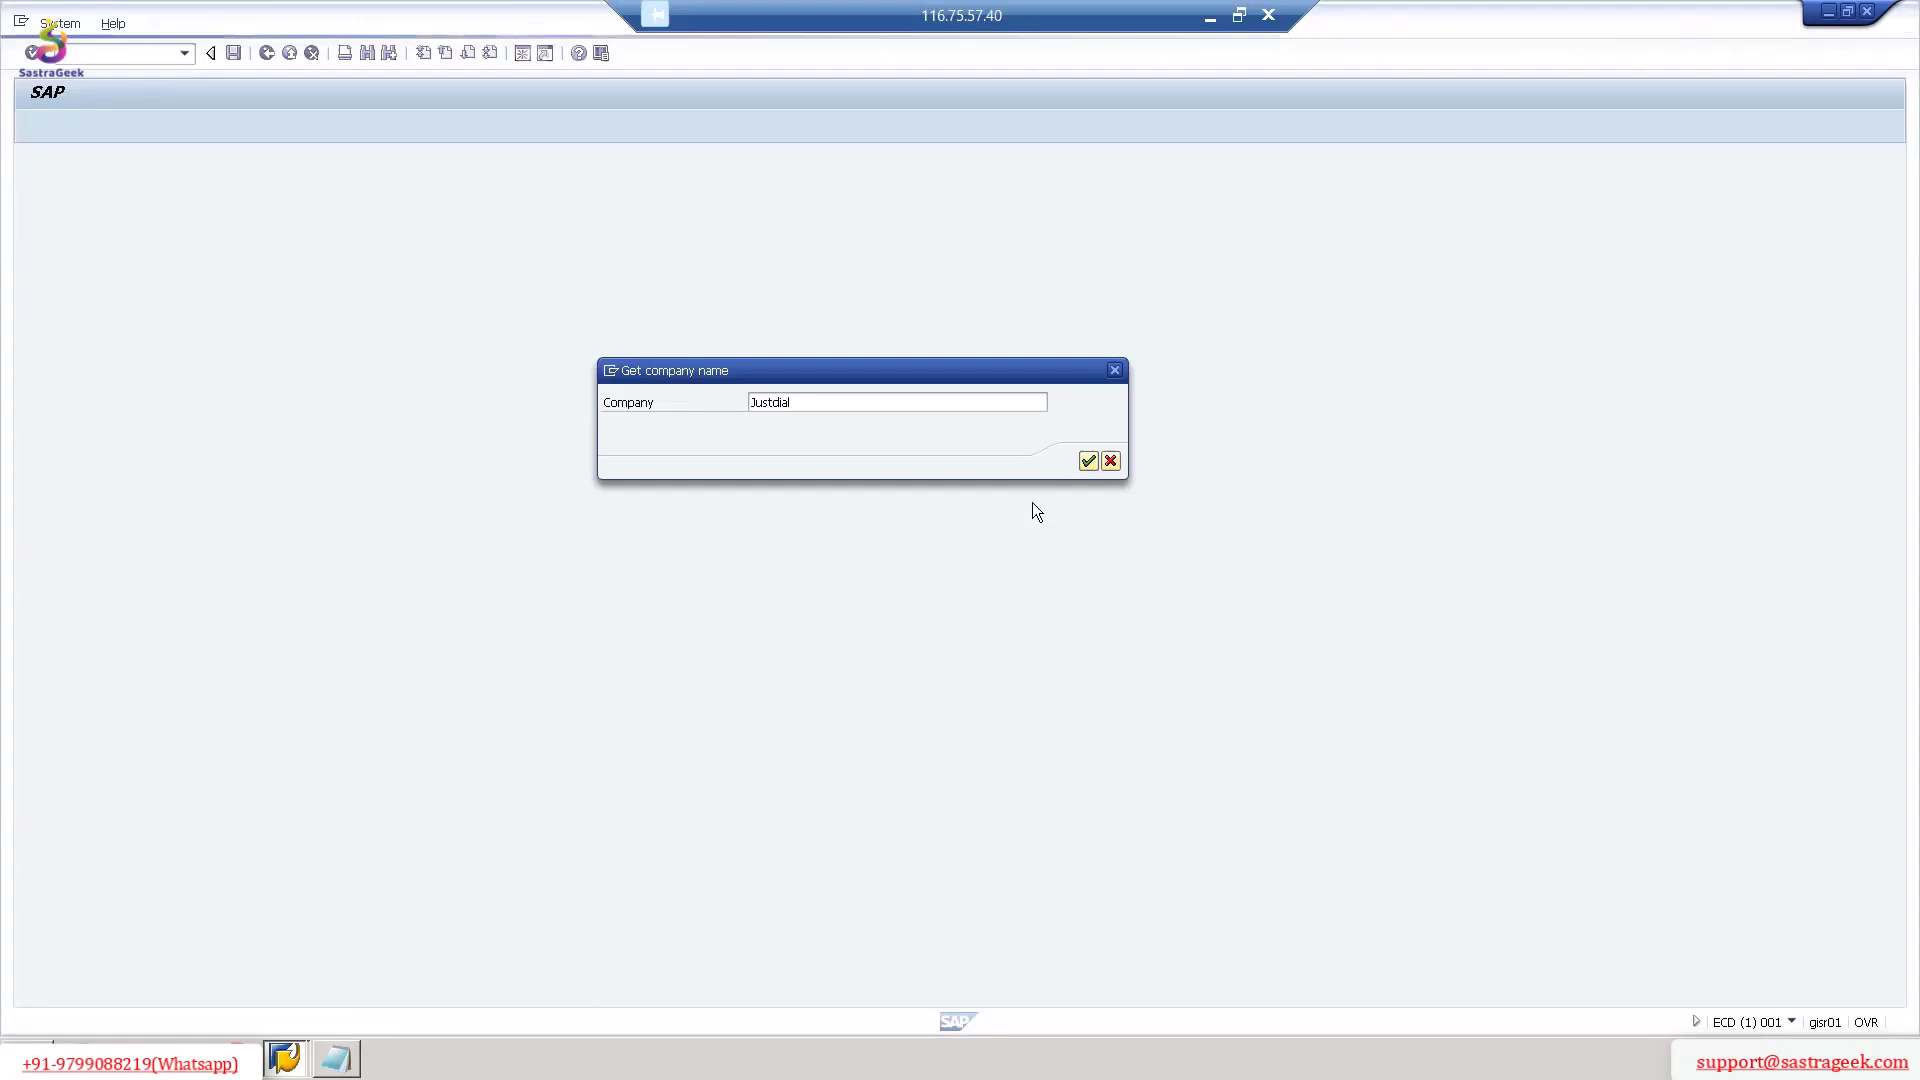 System Help
116.75.57.40
SastraGeek
SAP
Get company name
Company Justdial
SAP
ECD (1) 001 gisr01 OVR
+91-9799088219(Whatsapp)
support@sastrageek.com